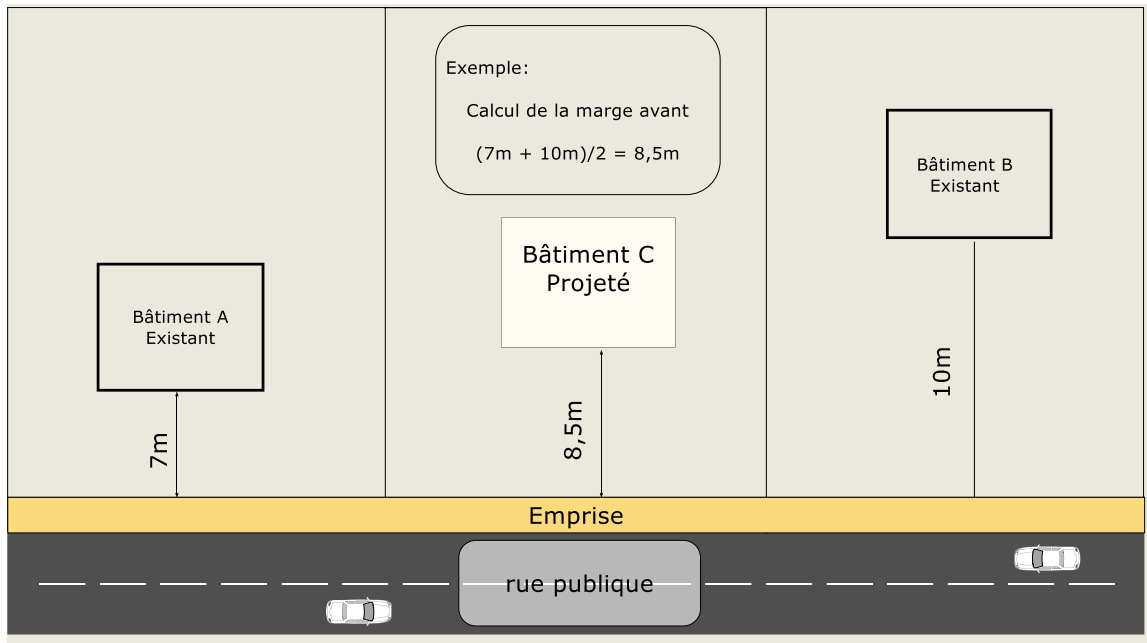 Exemple:
Calcul de la marge avant
(7m + 10m)/2 = 8,5m
Bâtiment B
Existant
Bâtiment C
Projeté
Bâtiment A
Existant
7m
8,5m
10m
Emprise
rue publique